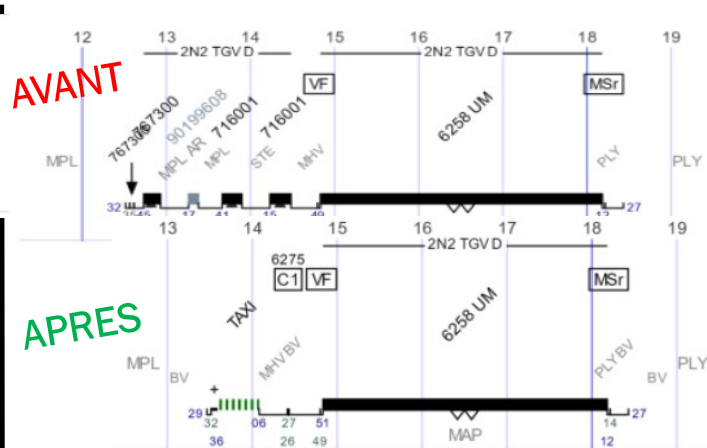 12 13 14 15 16 17 18 19
2N2 TGV D 2N2 TGV D
AVANT
VF MSr
767300 767300 90199608 716001 716001 6258 UM
MPL MPL AR MPL STE MHV PLY PLY
32 35 45 17 41 15 49 12 27
13 14 15 16 17 18 19
2N2 TGV D
6275
C1 VF MSr
APRES
TAXI 6258 UM
MPL BV MHV BV PLY BV BV PLY
+
29 32 06 27 51 14 27
36 26 49 MAP 12